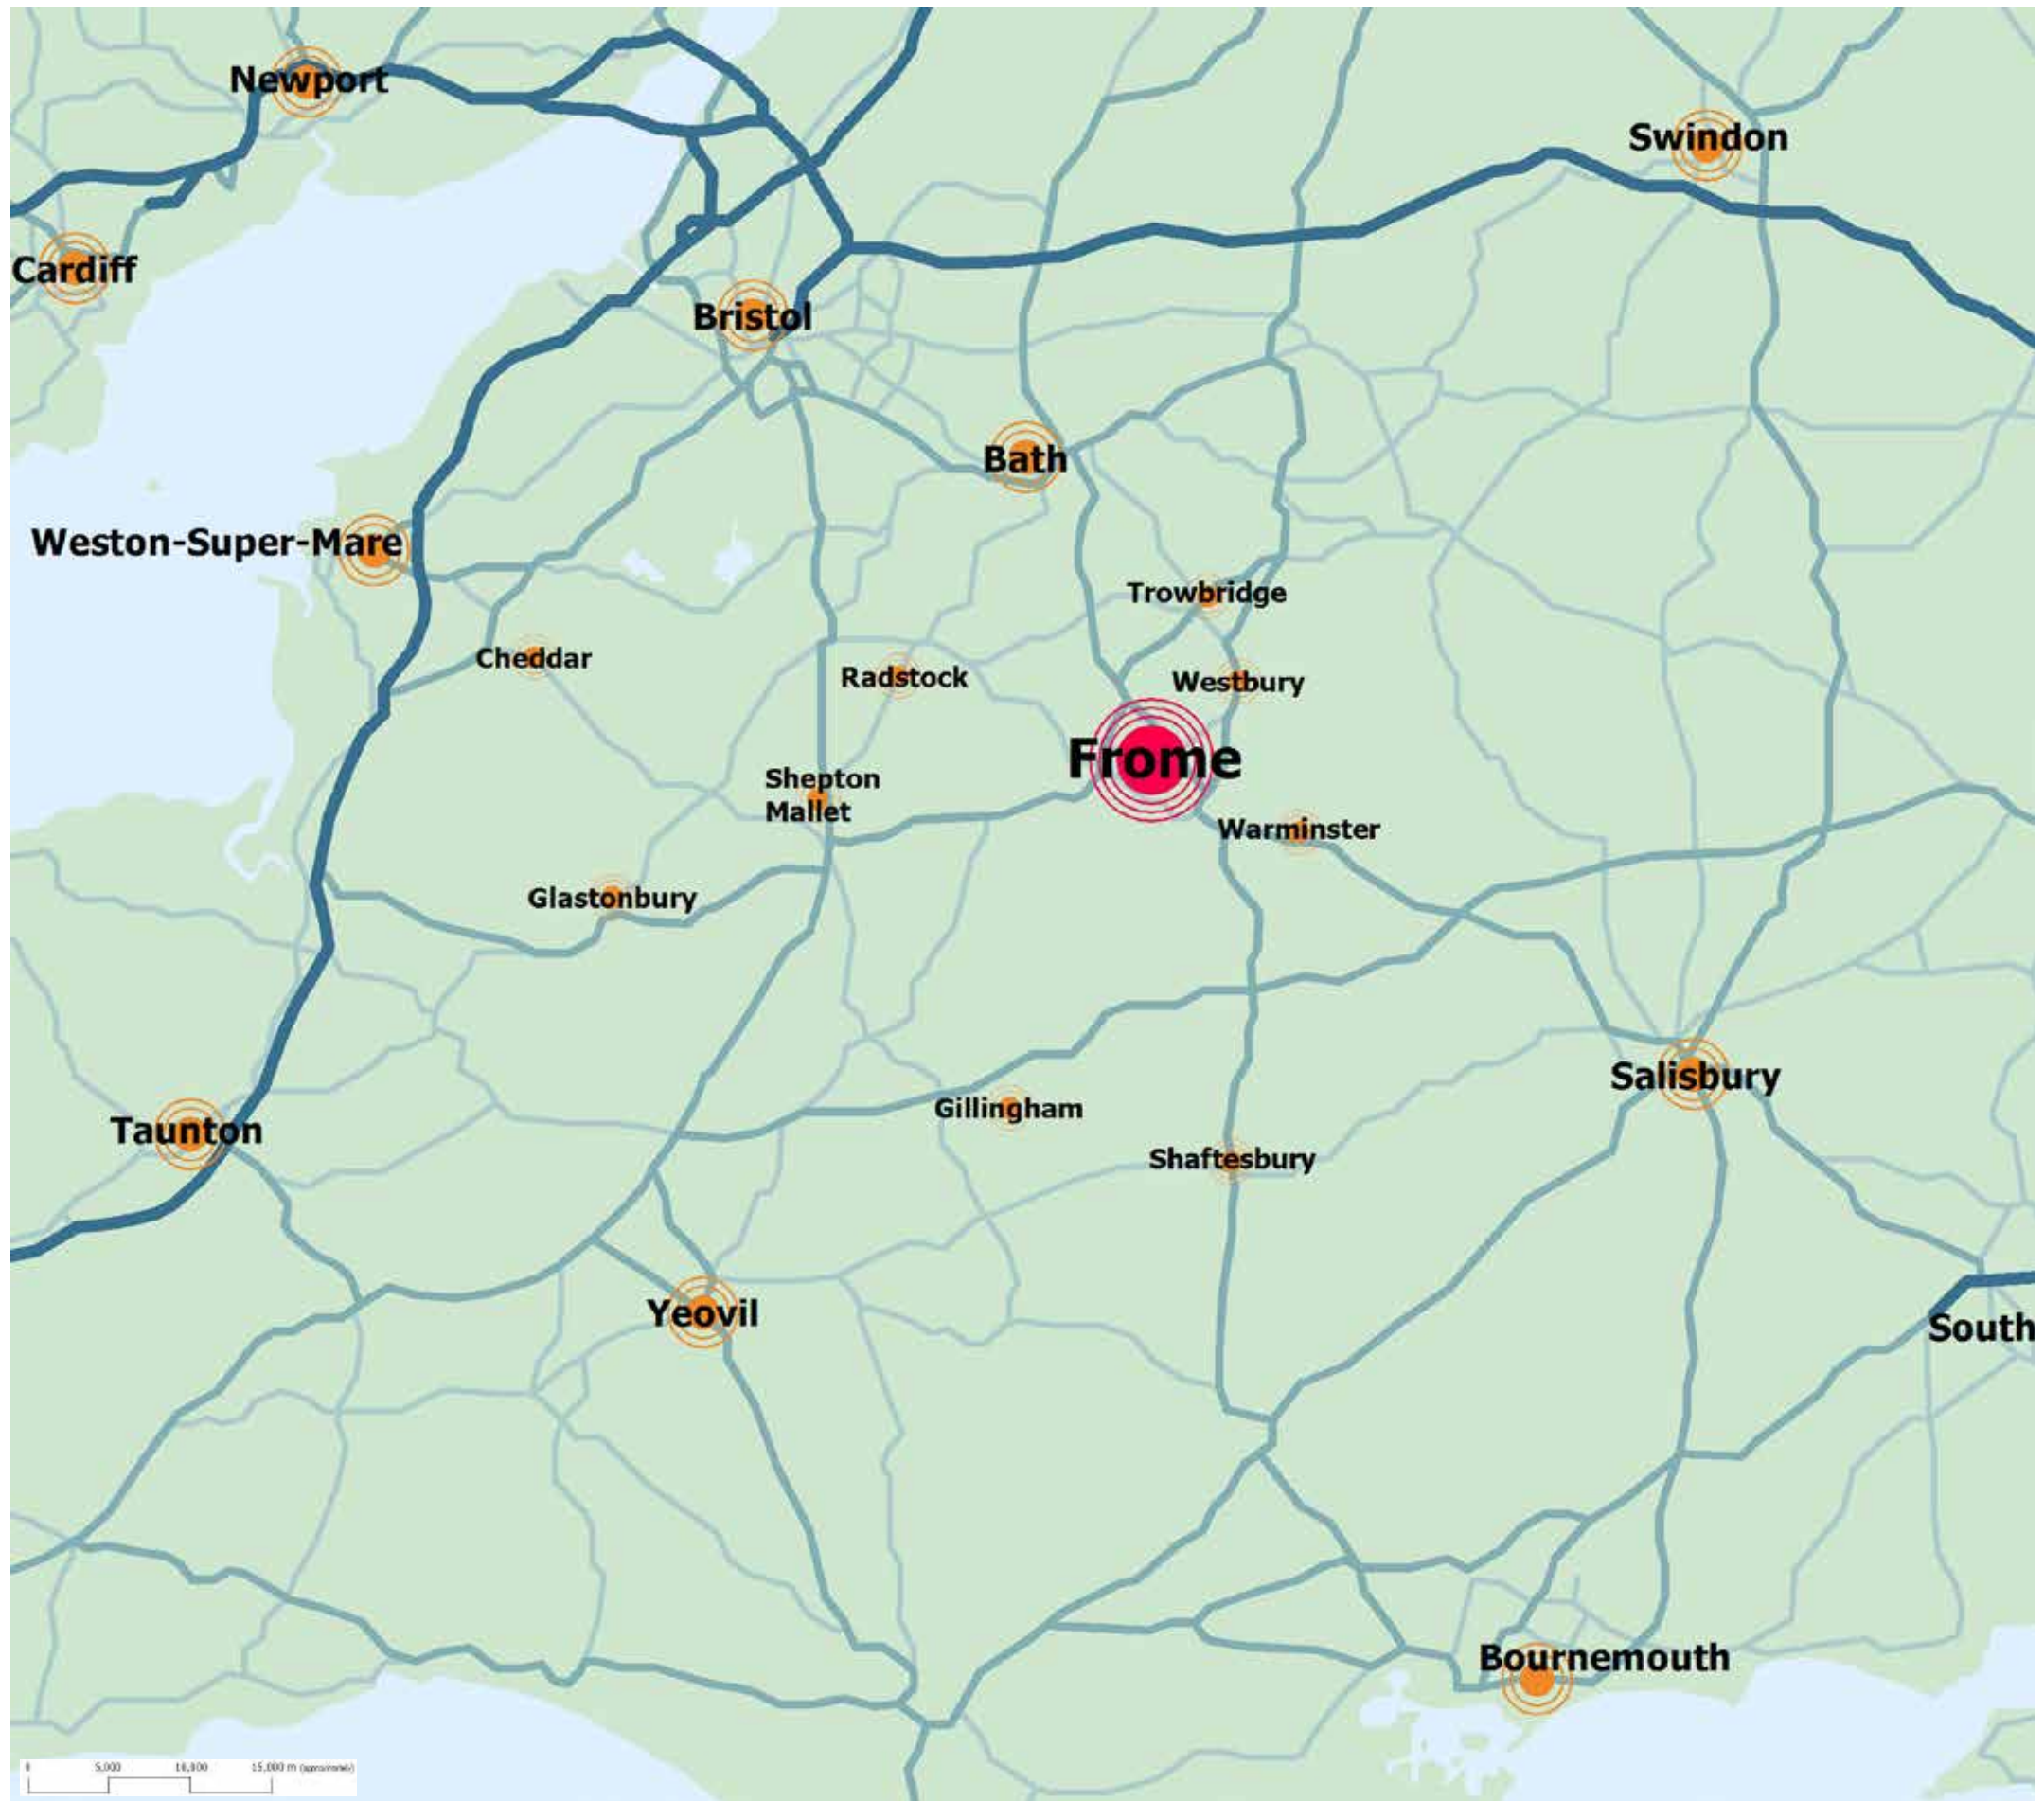 Newport
Swindon
Cardiff
Bristol
Bath
Weston-Super-Mare
Trowbridge
Cheddar
Radstock
Westbury
Frome
Shepton
Mallet
Warminster
Glastonbury
Salisbury
Gillingham
Taunton
Shaftesbury
Yeovil
South
Bournemouth
0 5,000 10,000 15,000 m